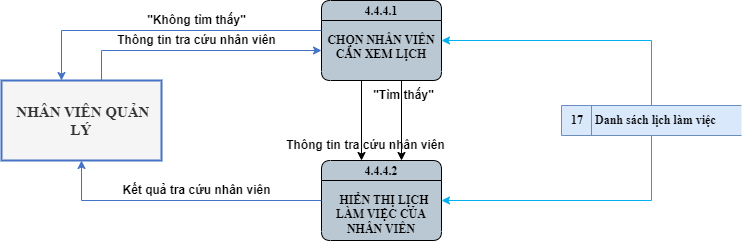 4.4.4.1
"Không tìm thấy"
CHỌN NHÂN VIÊN
CẦN XEM LỊCH
Thông tin tra cứu nhân viên
"Tìm thấy"
NHÂN VIÊN QUẢN
LÝ
17 Danh sách lịch làm việc
Thông tin tra cứu nhân viên
4.4.4.2
Kết quả tra cứu nhân viên
HIỂN THỊ LỊCH
LÀM VIỆC CỦA
NHÂN VIÊN